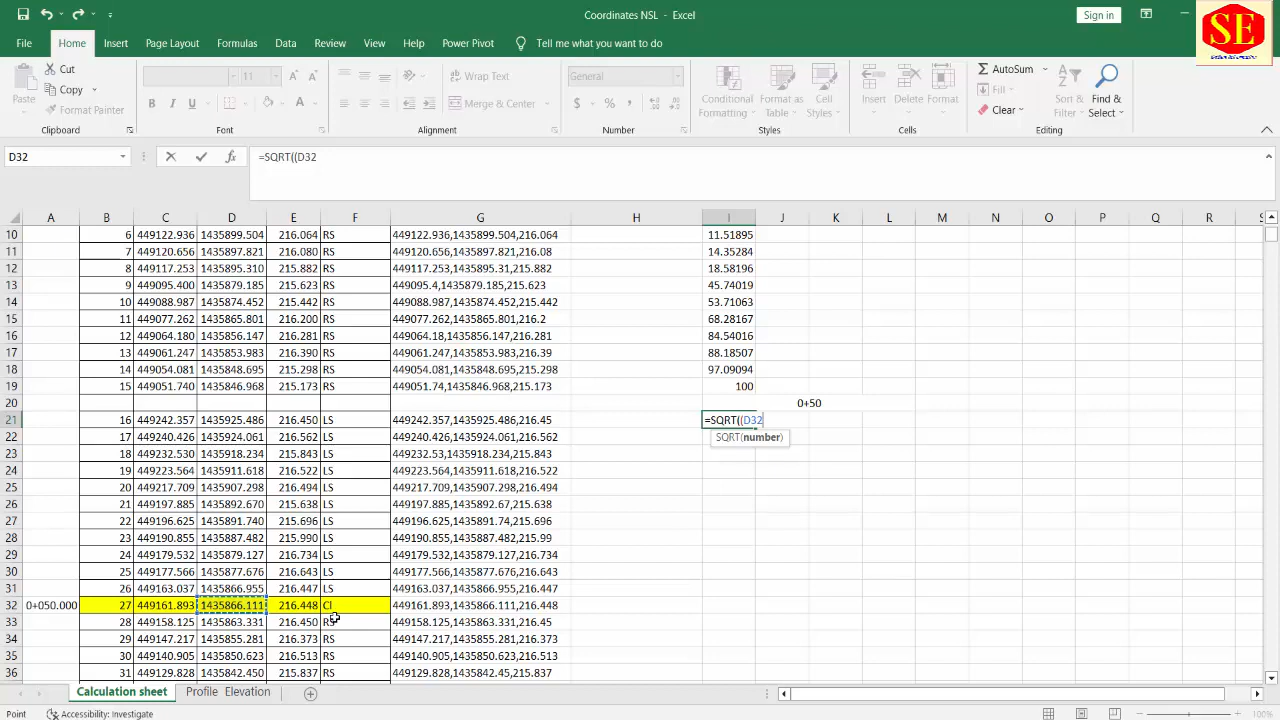 Coordinates NSL - Excel
Sign in
SE
File Home Insert Page Layout Formulas Data Review View Help Power Pivot Tell me what you want to do
Paste
Cut
Copy
Format Painter
Clipboard
11
B I U
Font
Wrap Text
Merge & Center
Alignment
General
$ % ,
Number
Conditional Formatting
Format as Table
Cell Styles
Styles
Insert
Delete
Format
Cells
AutoSum
Fill
Clear
Sort & Filter
Find & Select
Editing
D32 fx =SQRT((D32
A B C D E F G H I J K L M N O P Q R S
10 6 449122.936 1435899.504 216.064 RS 449122.936,1435899.504,216.064 11.51895
11 7 449120.656 1435897.821 216.080 RS 449120.656,1435897.821,216.08 14.35284
12 8 449117.253 1435895.310 215.882 RS 449117.253,1435895.31,215.882 18.58196
13 9 449095.400 1435879.185 215.623 RS 449095.4,1435879.185,215.623 45.74019
14 10 449088.987 1435874.452 215.442 RS 449088.987,1435874.452,215.442 53.71063
15 11 449077.262 1435865.801 216.200 RS 449077.262,1435865.801,216.2 68.28167
16 12 449064.180 1435856.147 216.281 RS 449064.18,1435856.147,216.281 84.54016
17 13 449061.247 1435853.983 216.390 RS 449061.247,1435853.983,216.39 88.18507
18 14 449054.081 1435848.695 215.298 RS 449054.081,1435848.695,215.298 97.09094
19 15 449051.740 1435846.968 215.173 RS 449051.74,1435846.968,215.173 100
20 0+50
21 16 449242.357 1435925.486 216.450 LS 449242.357,1435925.486,216.45 =SQRT((D32
22 17 449240.426 1435924.061 216.562 LS 449240.426,1435924.061,216.562 SQRT(number)
23 18 449232.530 1435918.234 215.843 LS 449232.53,1435918.234,215.843
24 19 449223.564 1435911.618 216.522 LS 449223.564,1435911.618,216.522
25 20 449217.709 1435907.298 216.494 LS 449217.709,1435907.298,216.494
26 21 449197.885 1435892.670 215.638 LS 449197.885,1435892.67,215.638
27 22 449196.625 1435891.740 215.696 LS 449196.625,1435891.74,215.696
28 23 449190.855 1435887.482 215.990 LS 449190.855,1435887.482,215.99
29 24 449179.532 1435879.127 216.734 LS 449179.532,1435879.127,216.734
30 25 449177.566 1435877.676 216.643 LS 449177.566,1435877.676,216.643
31 26 449163.037 1435866.955 216.447 LS 449163.037,1435866.955,216.447
32 0+050.000 27 449161.893 1435866.111 216.448 Cl 449161.893,1435866.111,216.448
33 28 449158.125 1435863.331 216.450 RS 449158.125,1435863.331,216.45
34 29 449147.217 1435855.281 216.373 RS 449147.217,1435855.281,216.373
35 30 449140.905 1435850.623 216.513 RS 449140.905,1435850.623,216.513
36 31 449129.828 1435842.450 215.837 RS 449129.828,1435842.45,215.837
Calculation sheet Profile Elevation
Point Accessibility: Investigate 100%